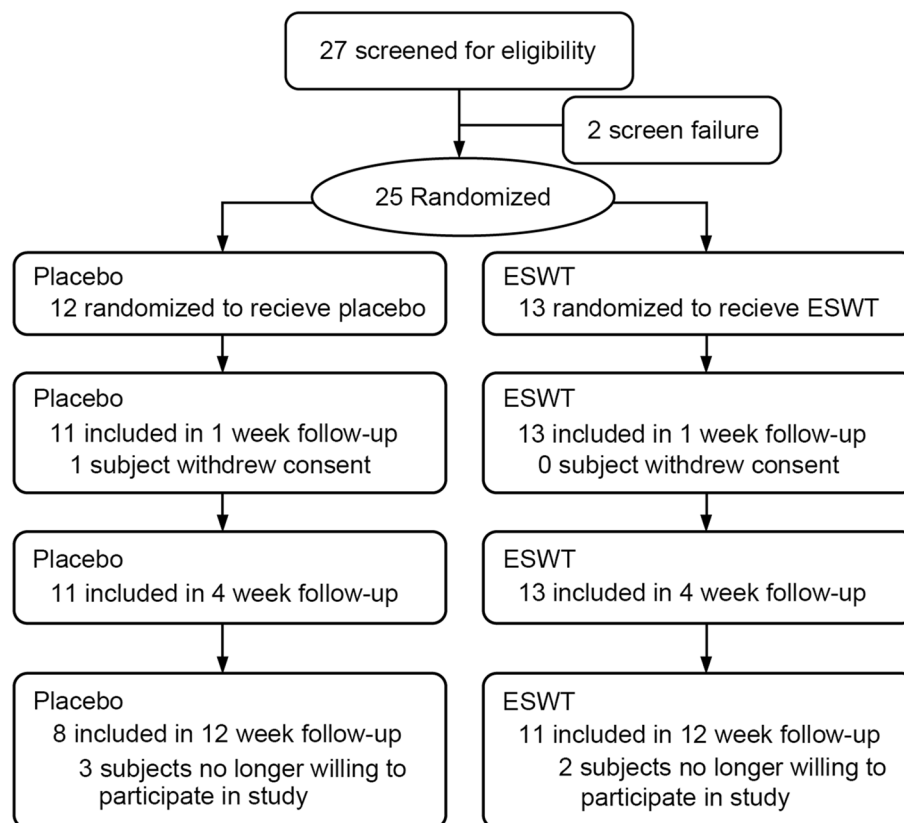 27 screened for eligibility
2 screen failure
25 Randomized
Placebo
12 randomized to recieve placebo
ESWT
13 randomized to recieve ESWT
Placebo
11 included in 1 week follow-up
1 subject withdrew consent
ESWT
13 included in 1 week follow-up
0 subject withdrew consent
Placebo
11 included in 4 week follow-up
ESWT
13 included in 4 week follow-up
Placebo
8 included in 12 week follow-up
3 subjects no longer willing to
participate in study
ESWT
11 included in 12 week follow-up
2 subjects no longer willing to
participate in study